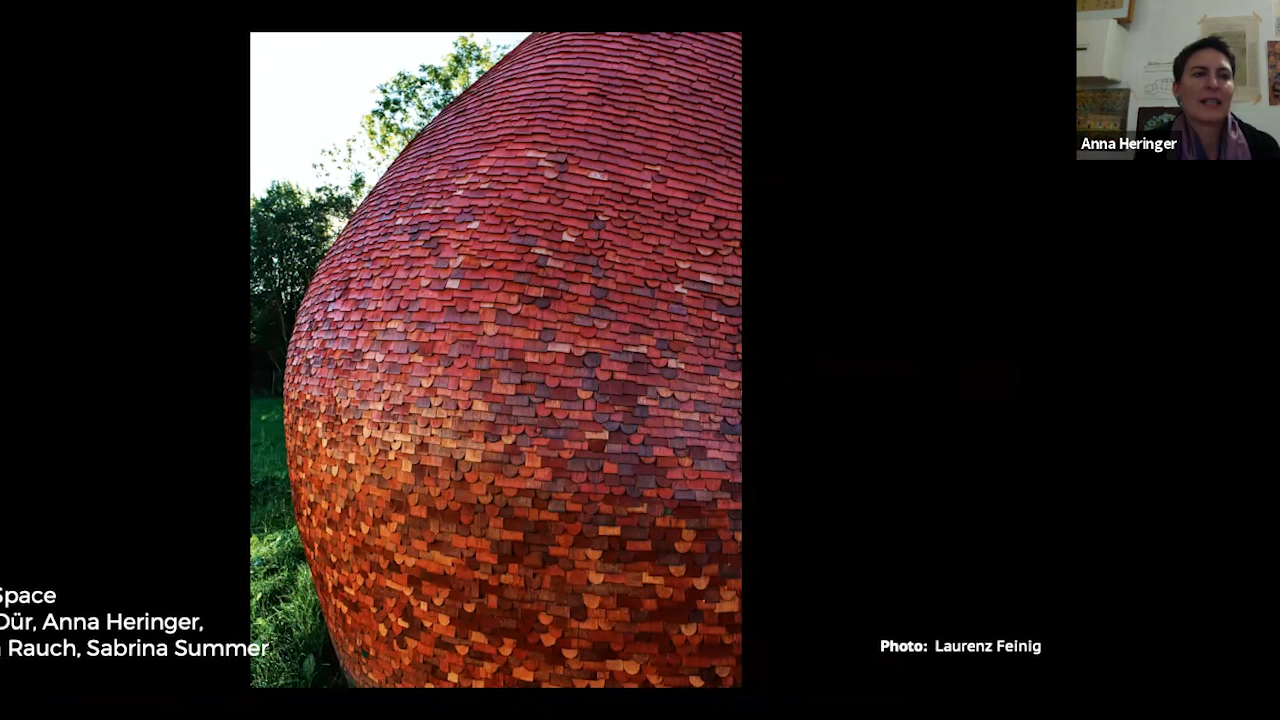 Anna Heringer
Space
Dür, Anna Heringer,
Rauch, Sabrina Summer
Photo: Laurenz Feinig